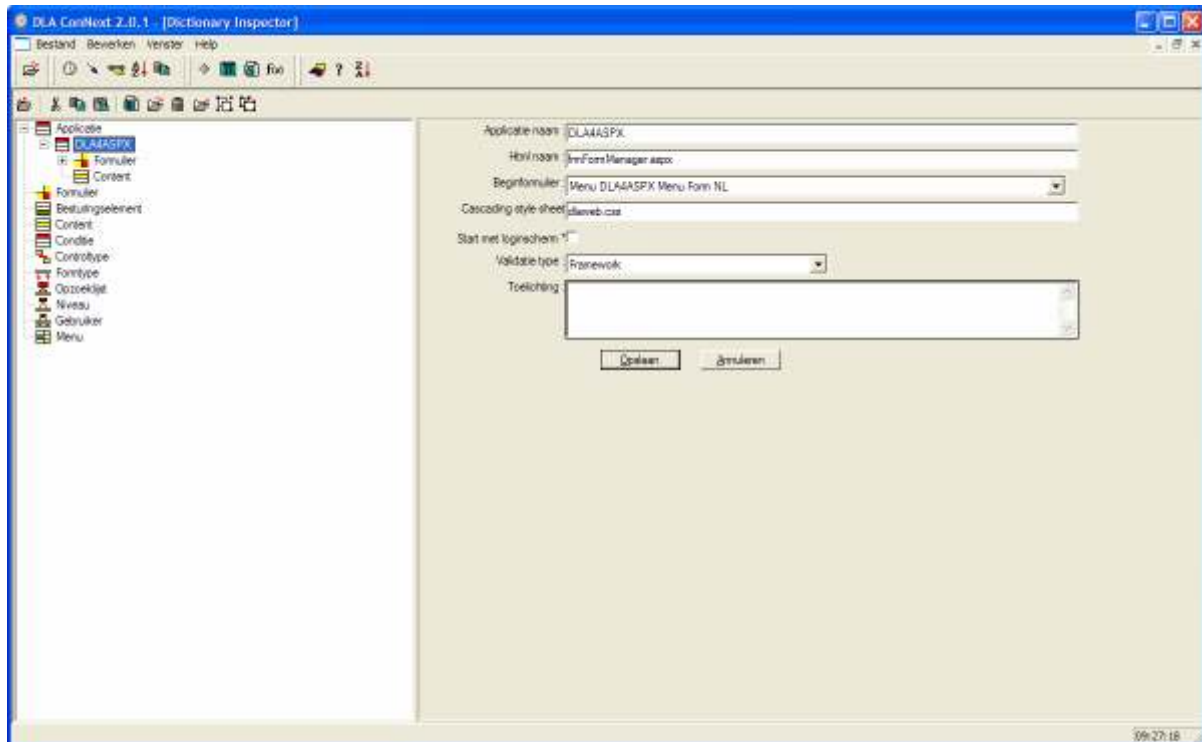 DLA ConNext 2.0.1 - [Dictionary Inspector]
Bestand Bewerken Venster Help
f(x)
Applicatie
DLA4ASPX
Formulier
Content
Formulier
Besturingselement
Content
Conditie
Controltype
Formtype
Opzoeklijst
Niveau
Gebruiker
Menu
Applicatie naam DLA4ASPX
Html naam frmFormManager.aspx
Beginformulier Menu DLA4ASPX Menu Form NL
Cascading style sheet dlaweb.css
Start met loginscherm *
Validatie type Framework
Toelichting
Opslaan Annuleren
09:27:18